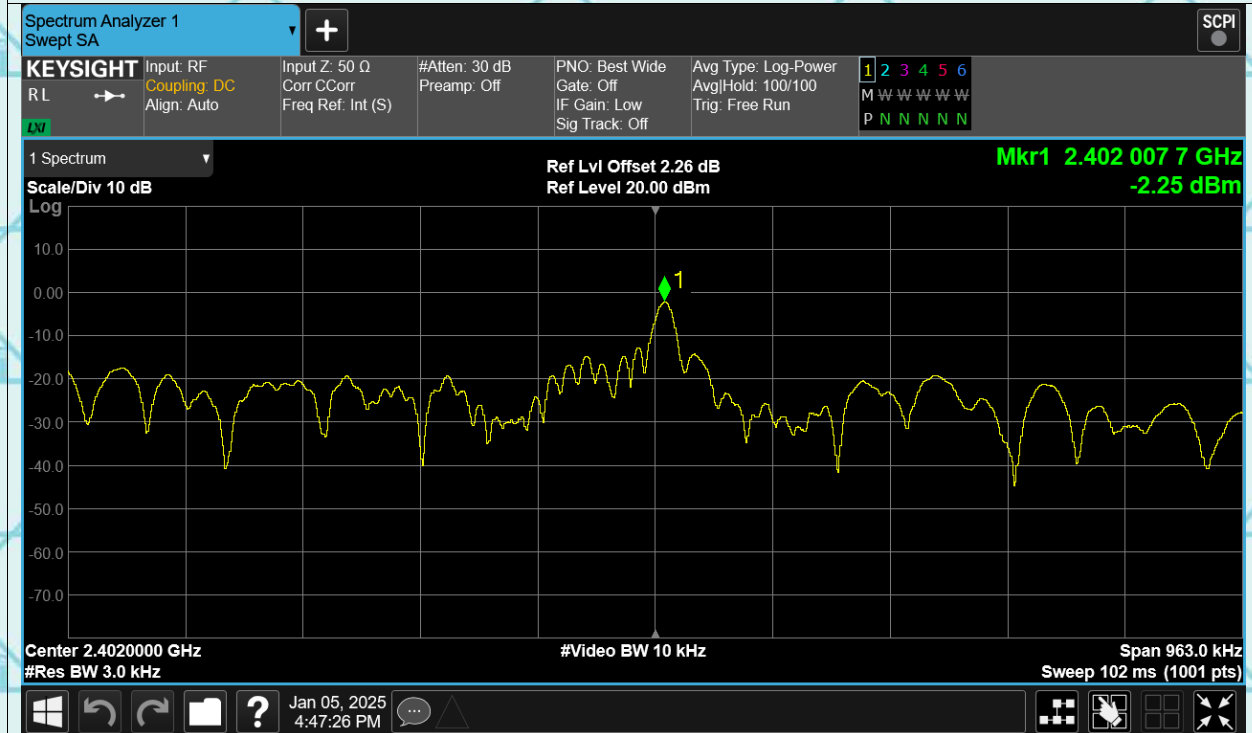 Spectrum Analyzer 1
Swept SA
+
SCPI
KEYSIGHT
RL
LXI
Input: RF
Coupling: DC
Align: Auto
Input Z: 50 Ω
Corr CCorr
Freq Ref: Int (S)
#Atten: 30 dB
Preamp: Off
PNO: Best Wide
Gate: Off
IF Gain: Low
Sig Track: Off
Avg Type: Log-Power
Avg|Hold: 100/100
Trig: Free Run
1 2 3 4 5 6
M W W W W W
P N N N N N N
1 Spectrum
Scale/Div 10 dB
Log
Ref Lvl Offset 2.26 dB
Ref Level 20.00 dBm
Mkr1 2.402 007 7 GHz
-2.25 dBm
1
10.0
0.00
-10.0
-20.0
-30.0
-40.0
-50.0
-60.0
-70.0
Center 2.4020000 GHz
#Res BW 3.0 kHz
#Video BW 10 kHz
Span 963.0 kHz
Sweep 102 ms (1001 pts)
?
Jan 05, 2025
4:47:26 PM